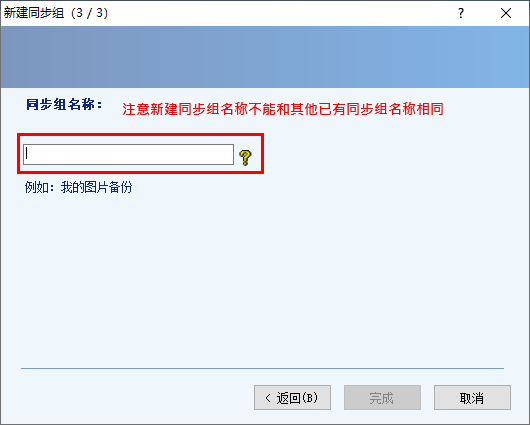 新建同步组（3 / 3）
同步组名称：
注意新建同步组名称不能和其他已有同步组名称相同
例如：我的图片备份
< 返回(B)
完成
取消